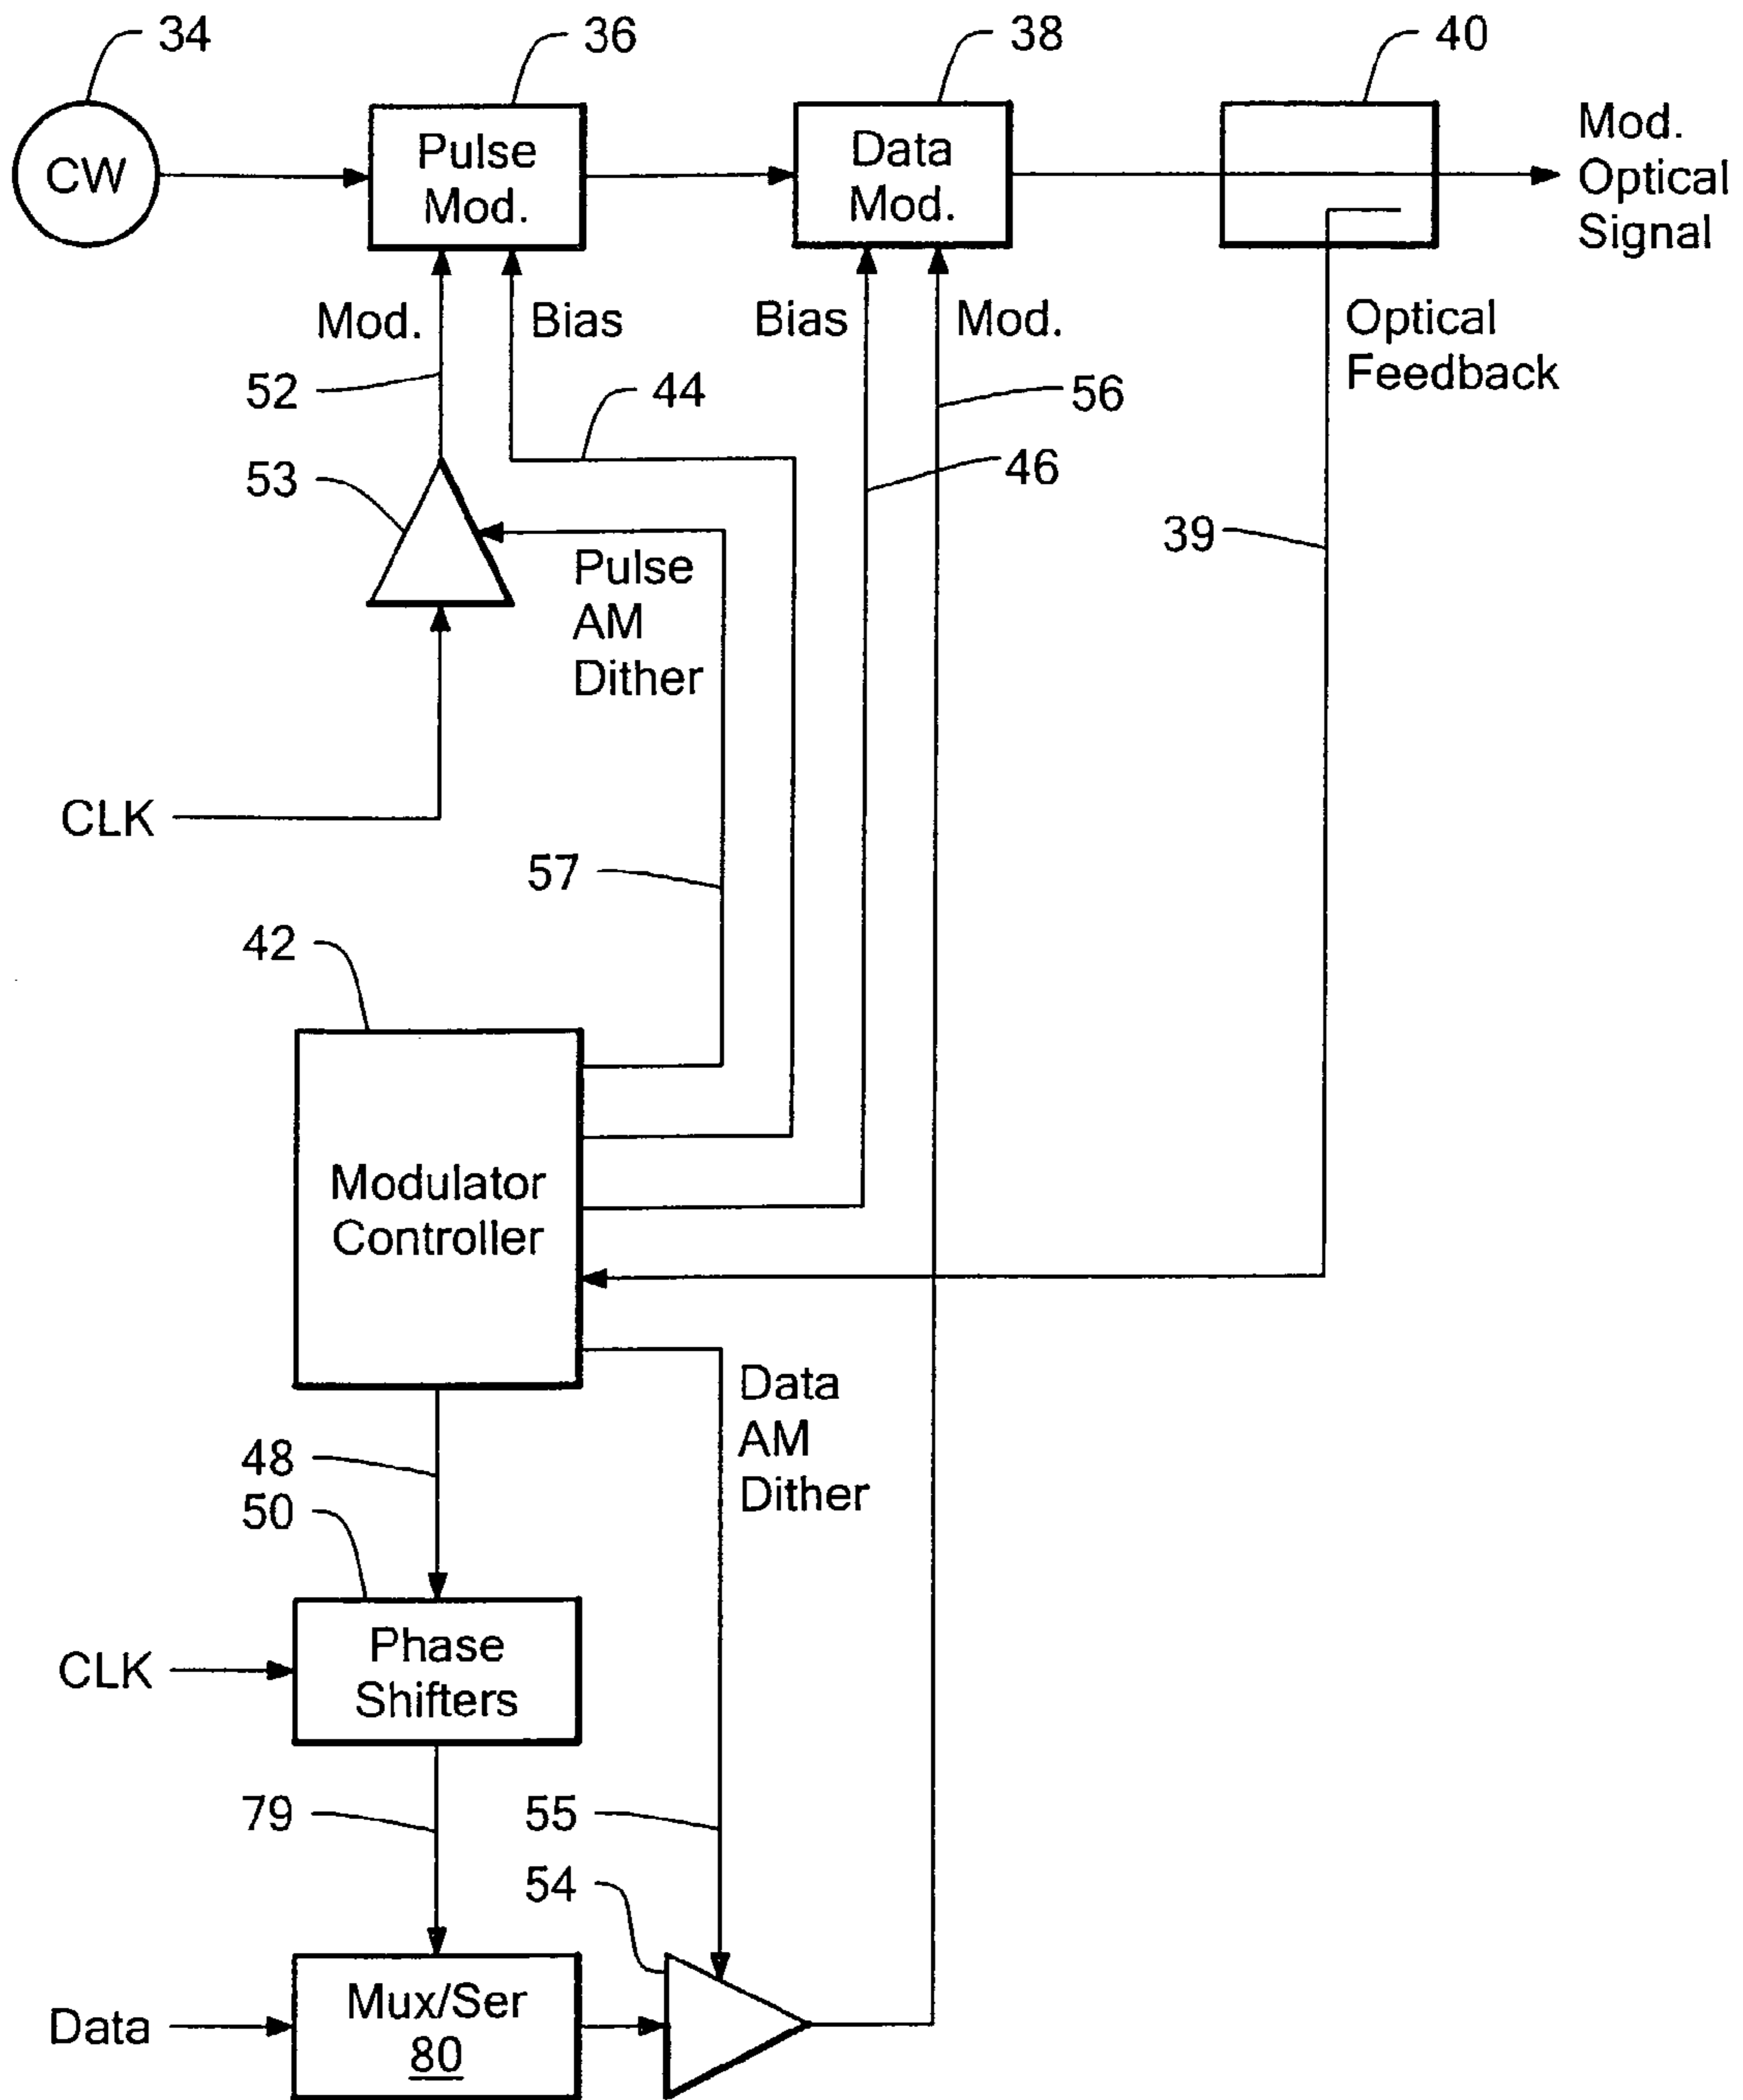 34
36
38
40
CW
Pulse
Mod.
Data
Mod.
Mod.
Optical
Signal
Mod.
Bias
Bias
Mod.
Optical
Feedback
52
44
56
53
46
39
Pulse
AM
Dither
CLK
57
42
Modulator
Controller
Data
AM
Dither
48
50
CLK
Phase
Shifters
79
55
54
Data
Mux/Ser
80